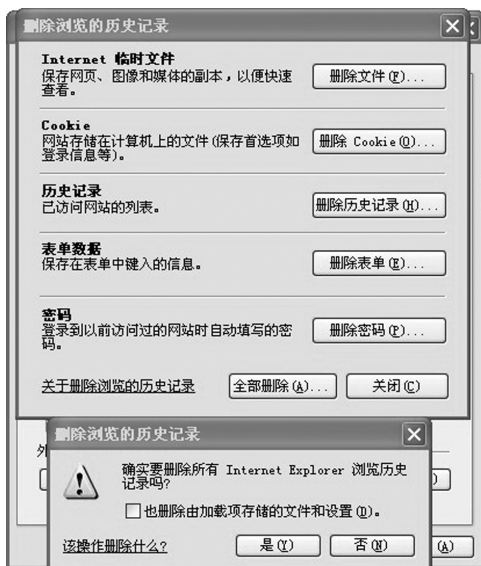 删除浏览的历史记录
Internet 临时文件
保存网页、图像和媒体的副本，以便快速
查看。
删除文件(F)...
Cookie
网站存储在计算机上的文件(保存首选项如
登录信息等)。
删除 Cookie(O)...
历史记录
已访问网站的列表。
删除历史记录(H)...
表单数据
保存在表单中键入的信息。
删除表单(E)...
密码
登录到以前访问过的网站时自动填写的密
码。
删除密码(P)...
关于删除浏览的历史记录
全部删除(A)...
关闭(C)
外
删除浏览的历史记录
确实要删除所有 Internet Explorer 浏览历史
记录吗?
也删除由加载项存储的文件和设置(D)。
该操作删除什么?
是(Y)
否(N)
(A)